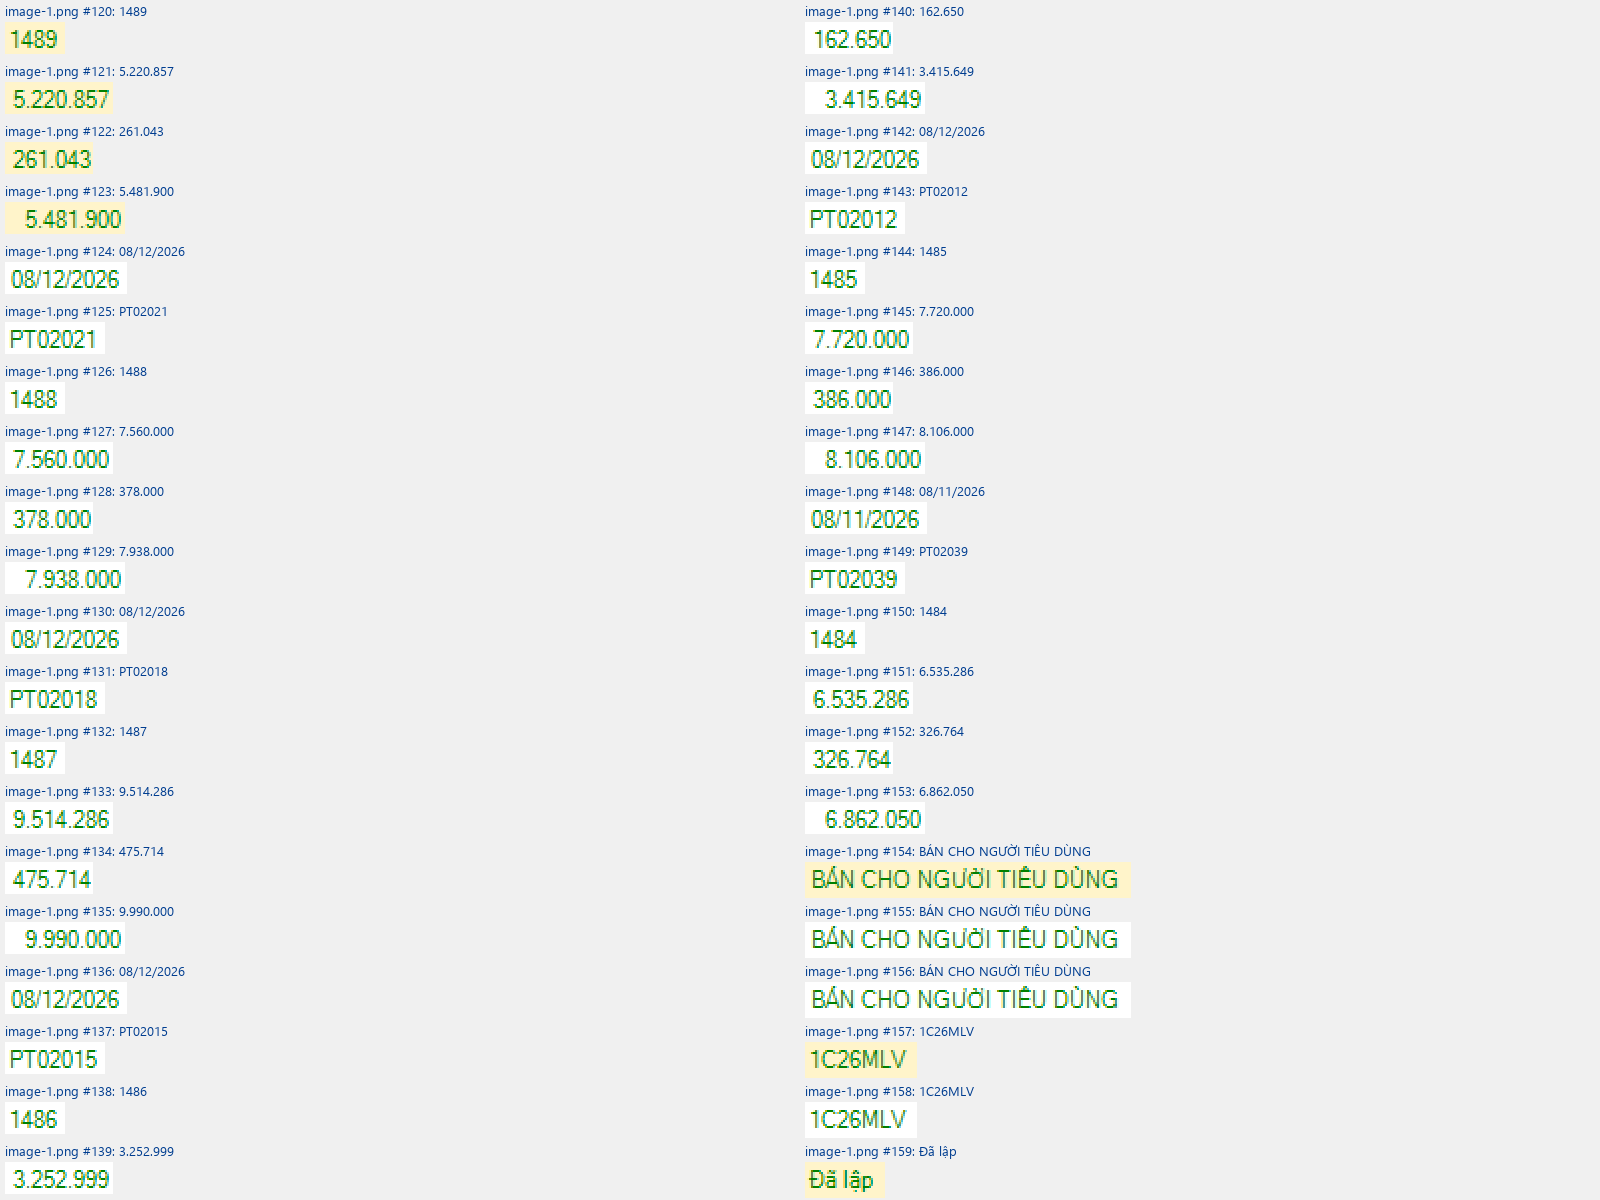 image-1.png #120: 1489
1489
image-1.png #121: 5.220.857
5.220.857
image-1.png #122: 261.043
261.043
image-1.png #123: 5.481.900
5.481.900
image-1.png #124: 08/12/2026
08/12/2026
image-1.png #125: PT02021
PT02021
image-1.png #126: 1488
1488
image-1.png #127: 7.560.000
7.560.000
image-1.png #128: 378.000
378.000
image-1.png #129: 7.938.000
7.938.000
image-1.png #130: 08/12/2026
08/12/2026
image-1.png #131: PT02018
PT02018
image-1.png #132: 1487
1487
image-1.png #133: 9.514.286
9.514.286
image-1.png #134: 475.714
475.714
image-1.png #135: 9.990.000
9.990.000
image-1.png #136: 08/12/2026
08/12/2026
image-1.png #137: PT02015
PT02015
image-1.png #138: 1486
1486
image-1.png #139: 3.252.999
3.252.999
image-1.png #140: 162.650
162.650
image-1.png #141: 3.415.649
3.415.649
image-1.png #142: 08/12/2026
08/12/2026
image-1.png #143: PT02012
PT02012
image-1.png #144: 1485
1485
image-1.png #145: 7.720.000
7.720.000
image-1.png #146: 386.000
386.000
image-1.png #147: 8.106.000
8.106.000
image-1.png #148: 08/11/2026
08/11/2026
image-1.png #149: PT02039
PT02039
image-1.png #150: 1484
1484
image-1.png #151: 6.535.286
6.535.286
image-1.png #152: 326.764
326.764
image-1.png #153: 6.862.050
6.862.050
image-1.png #154: BÁN CHO NGƯỜI TIÊU DÙNG
BÁN CHO NGƯỜI TIÊU DÙNG
image-1.png #155: BÁN CHO NGƯỜI TIÊU DÙNG
BÁN CHO NGƯỜI TIÊU DÙNG
image-1.png #156: BÁN CHO NGƯỜI TIÊU DÙNG
BÁN CHO NGƯỜI TIÊU DÙNG
image-1.png #157: 1C26MLV
1C26MLV
image-1.png #158: 1C26MLV
1C26MLV
image-1.png #159: Đã lập
Đã lập